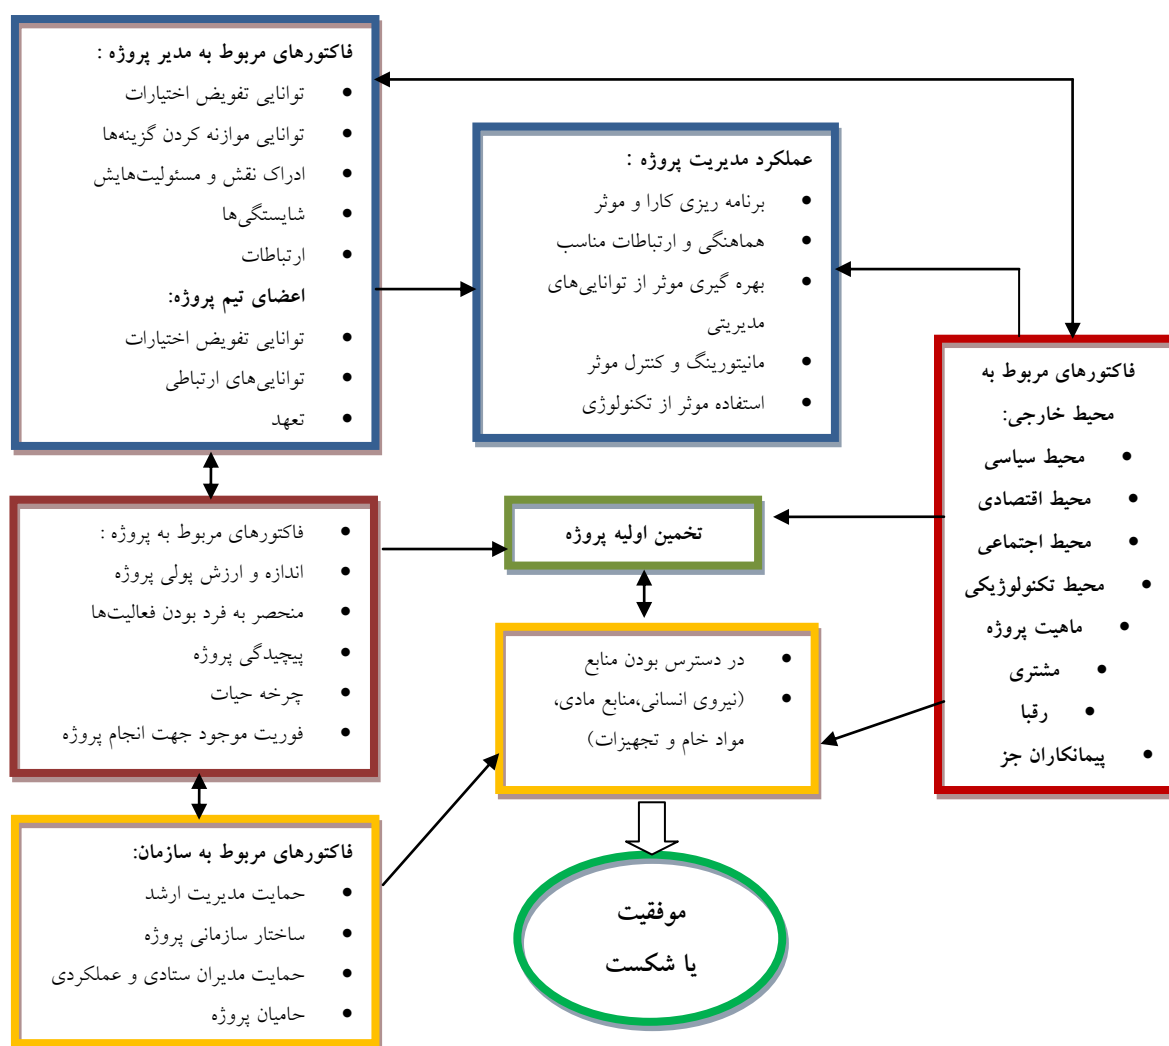 فاکتورهای مربوط به مدیر پروژه :
• توانایی تفویض اختیارات
• توانایی موازنه کردن گزینه‌ها
• ادراک نقش و مسئولیت‌هایش
• شایستگی‌ها
• ارتباطات
اعضای تیم پروژه:
• توانایی تفویض اختیارات
• توانایی‌های ارتباطی
• تعهد
عملکرد مدیریت پروژه :
• برنامه ریزی کارا و موثر
• هماهنگی و ارتباطات مناسب
• بهره گیری موثر از توانایی‌های
مدیریتی
• مانیتورینگ و کنترل موثر
• استفاده موثر از تکنولوژی
فاکتورهای مربوط به
محیط خارجی:
• محیط سیاسی
• محیط اقتصادی
• محیط اجتماعی
• محیط تکنولوژیکی
• ماهیت پروژه
• مشتری
• رقبا
• پیمانکاران جز
• فاکتورهای مربوط به پروژه :
• اندازه و ارزش پولی پروژه
• منحصر به فرد بودن فعالیت‌ها
• پیچیدگی پروژه
• چرخه حیات
• فوریت موجود جهت انجام پروژه
تخمین اولیه پروژه
• در دسترس بودن منابع
• (نیروی انسانی،منابع مادی،
مواد خام و تجهیزات)
فاکتورهای مربوط به سازمان:
• حمایت مدیریت ارشد
• ساختار سازمانی پروژه
• حمایت مدیران ستادی و عملکردی
• حامیان پروژه
موفقیت
یا شکست